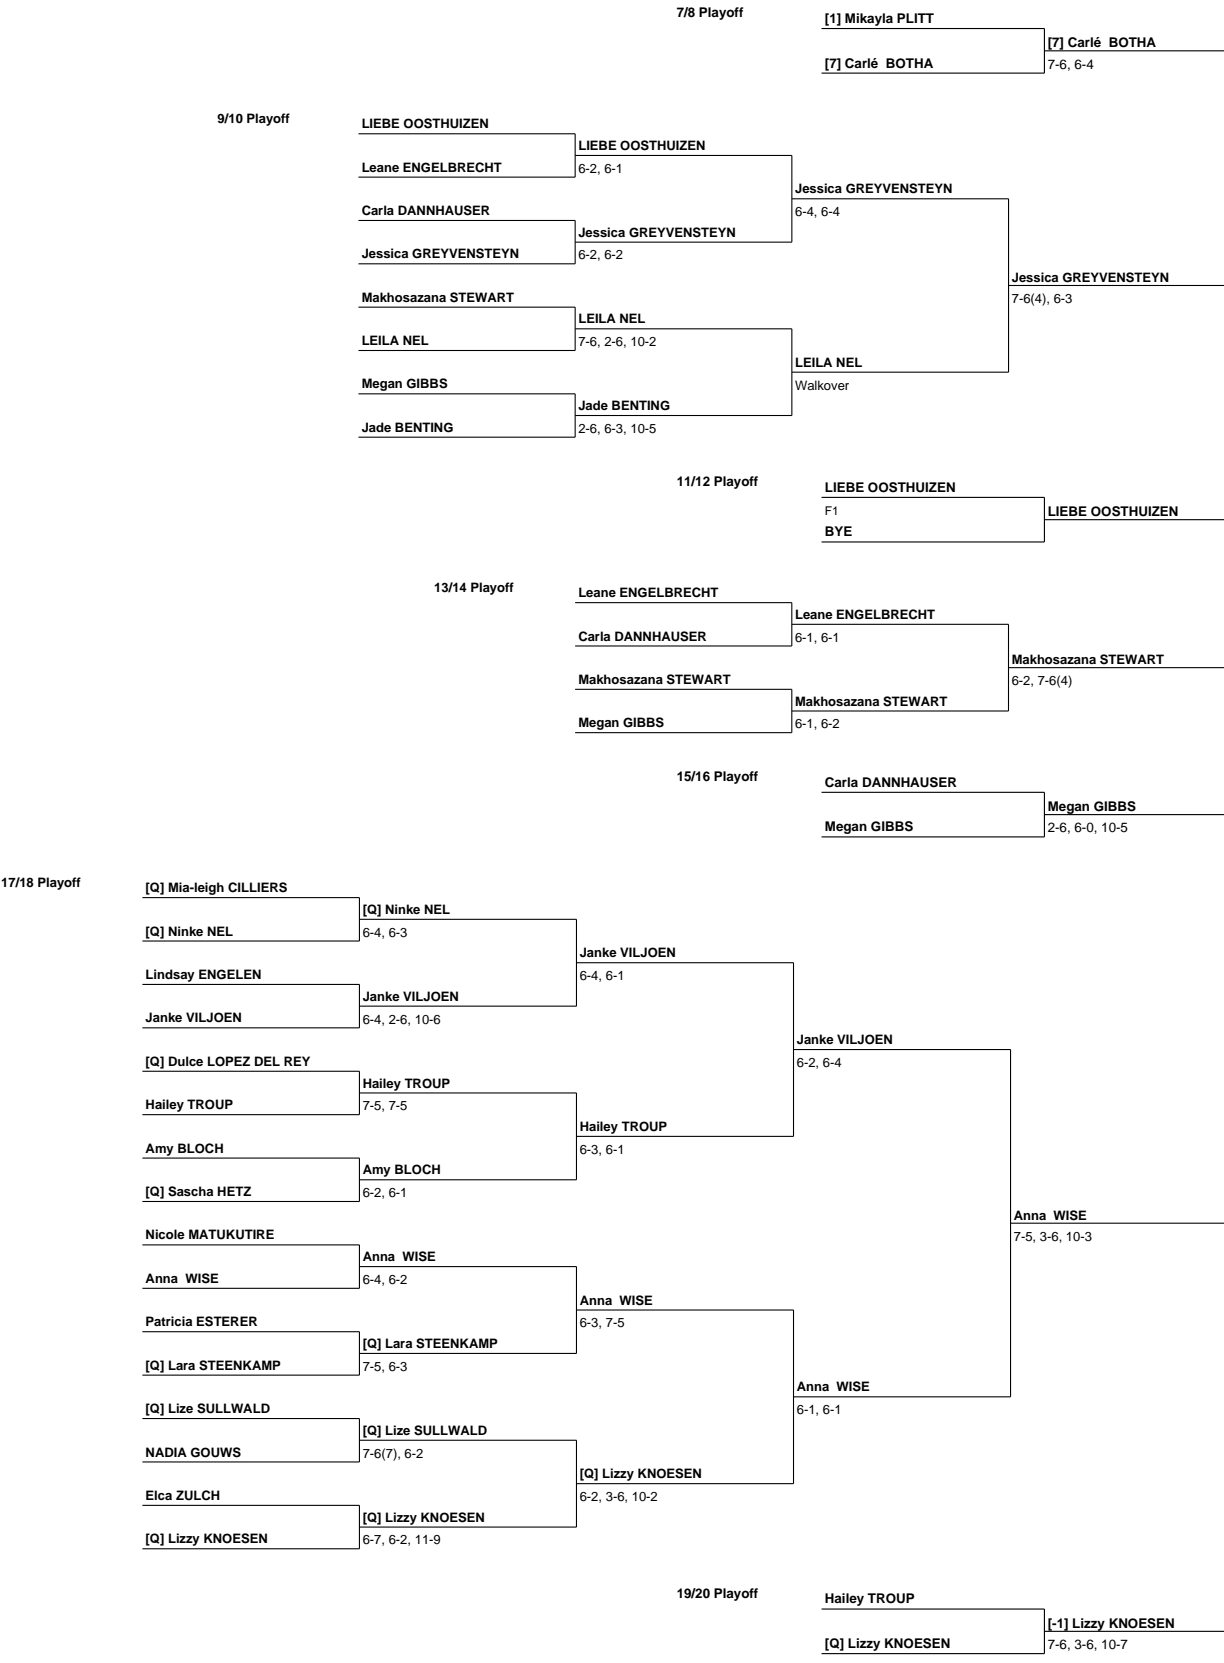 7/8 Playoff
[1] Mikayla PLITT
[7] Carlé BOTHA
[7] Carlé BOTHA
7-6, 6-4
9/10 Playoff
LIEBE OOSTHUIZEN
LIEBE OOSTHUIZEN
Leane ENGELBRECHT
6-2, 6-1
Jessica GREYVENSTEYN
Carla DANNHAUSER
6-4, 6-4
Jessica GREYVENSTEYN
Jessica GREYVENSTEYN
6-2, 6-2
Jessica GREYVENSTEYN
Makhosazana STEWART
7-6(4), 6-3
LEILA NEL
LEILA NEL
7-6, 2-6, 10-2
LEILA NEL
Megan GIBBS
Walkover
Jade BENTING
Jade BENTING
2-6, 6-3, 10-5
11/12 Playoff
LIEBE OOSTHUIZEN
F1
LIEBE OOSTHUIZEN
BYE
13/14 Playoff
Leane ENGELBRECHT
Leane ENGELBRECHT
Carla DANNHAUSER
6-1, 6-1
Makhosazana STEWART
Makhosazana STEWART
6-2, 7-6(4)
Makhosazana STEWART
Megan GIBBS
6-1, 6-2
15/16 Playoff
Carla DANNHAUSER
Megan GIBBS
Megan GIBBS
2-6, 6-0, 10-5
17/18 Playoff
[Q] Mia-leigh CILLIERS
[Q] Ninke NEL
[Q] Ninke NEL
6-4, 6-3
Janke VILJOEN
Lindsay ENGELEN
6-4, 6-1
Janke VILJOEN
Janke VILJOEN
6-4, 2-6, 10-6
Janke VILJOEN
[Q] Dulce LOPEZ DEL REY
6-2, 6-4
Hailey TROUP
Hailey TROUP
7-5, 7-5
Hailey TROUP
Amy BLOCH
6-3, 6-1
Amy BLOCH
[Q] Sascha HETZ
6-2, 6-1
Anna WISE
Nicole MATUKUTIRE
7-5, 3-6, 10-3
Anna WISE
Anna WISE
6-4, 6-2
Anna WISE
Patricia ESTERER
6-3, 7-5
[Q] Lara STEENKAMP
[Q] Lara STEENKAMP
7-5, 6-3
Anna WISE
[Q] Lize SULLWALD
6-1, 6-1
[Q] Lize SULLWALD
NADIA GOUWS
7-6(7), 6-2
[Q] Lizzy KNOESEN
Elca ZULCH
6-2, 3-6, 10-2
[Q] Lizzy KNOESEN
[Q] Lizzy KNOESEN
6-7, 6-2, 11-9
19/20 Playoff
Hailey TROUP
[-1] Lizzy KNOESEN
[Q] Lizzy KNOESEN
7-6, 3-6, 10-7